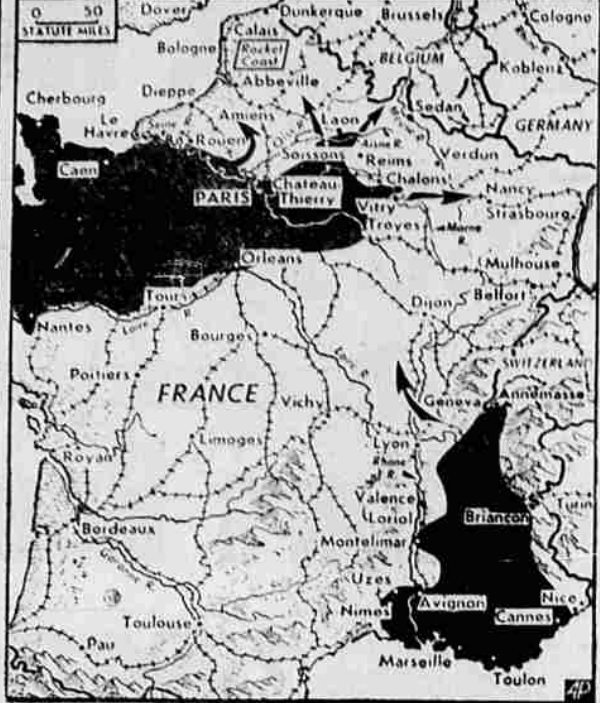 0 50
STATUTE MILES
Dover
Dunkerque
Brussels
Cologne
Calais
Bologne
Rocket
Coast
BELGIUM
Koblenz
Abbeville
Dieppe
Cherbourg
Amiens
Laon
Sedan
GERMANY
Le
Havre
Seine R.
Rouen
Oise R.
Soissons
Aisne R.
Reims
Verdun
Caen
PARIS
Chateau-
Thierry
Chalons
Nancy
Vitry
Strasbourg
Troyes
Marne
R.
Orleans
Mulhouse
Tours
Dijon
Belfort
Nantes
Loire R.
Bourges
SWITZERLAND
Poitiers
FRANCE
Vichy
Geneva
Annemasse
Limoges
Lyon
Royan
Rhone
R.
Valence
Turin
Loriol
Briancon
Bordeaux
Montelimar
Garonne R.
Uzes
Nimes
Avignon
Nice
Cannes
Toulouse
Pau
Marseille
Toulon
AP